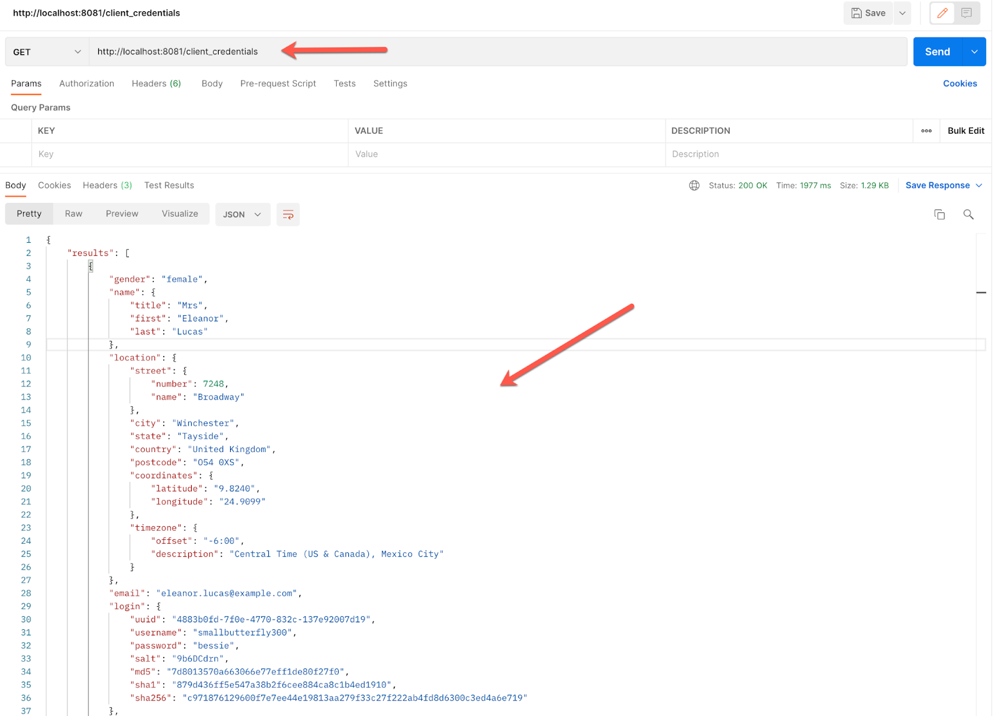 http://localhost:8081/client_credentials Save
GET http://localhost:8081/client_credentials Send
Params Authorization Headers (6) Body Pre-request Script Tests Settings Cookies
Query Params
KEY VALUE DESCRIPTION ooo Bulk Edit
Key Value Description
Body Cookies Headers (3) Test Results Status: 200 OK Time: 1977 ms Size: 1.29 KB Save Response
Pretty Raw Preview Visualize JSON
1 {
2 "results": [
3 {
4 "gender": "female",
5 "name": {
6 "title": "Mrs",
7 "first": "Eleanor",
8 "last": "Lucas"
9 },
10 "location": {
11 "street": {
12 "number": 7248,
13 "name": "Broadway"
14 },
15 "city": "Winchester",
16 "state": "Tayside",
17 "country": "United Kingdom",
18 "postcode": "O54 0XS",
19 "coordinates": {
20 "latitude": "9.8240",
21 "longitude": "24.9099"
22 },
23 "timezone": {
24 "offset": "-6:00",
25 "description": "Central Time (US & Canada), Mexico City"
26 }
27 },
28 "email": "eleanor.lucas@example.com",
29 "login": {
30 "uuid": "4883b0fd-7f0e-4770-832c-137e92007d19",
31 "username": "smallbutterfly300",
32 "password": "bessie",
33 "salt": "9b6DCdrn",
34 "md5": "7d8013570a663066e77eff1de80f27f0",
35 "sha1": "879d436ff5e547a38b2f6cee884ca8c1b4ed1910",
36 "sha256": "c971876129600f7e7ee44e19813aa279f33c27f222ab4fd8d6300c3ed4a6e719"
37 },